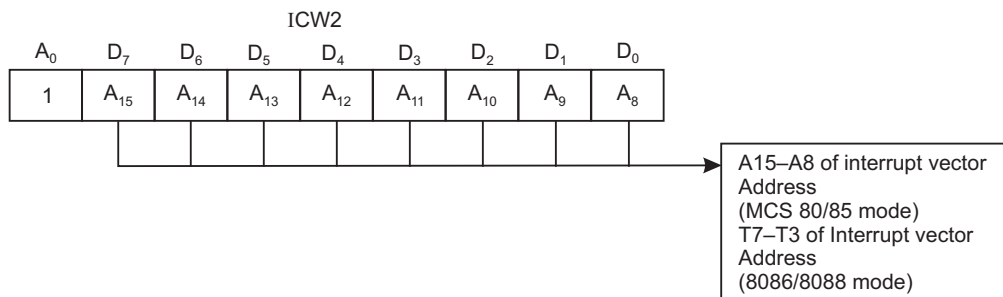 ICW2
A₀ D₇ D₆ D₅ D₄ D₃ D₂ D₁ D₀
1 A₁₅ A₁₄ A₁₃ A₁₂ A₁₁ A₁₀ A₉ A₈
A15–A8 of interrupt vector
Address
(MCS 80/85 mode)
T7–T3 of Interrupt vector
Address
(8086/8088 mode)